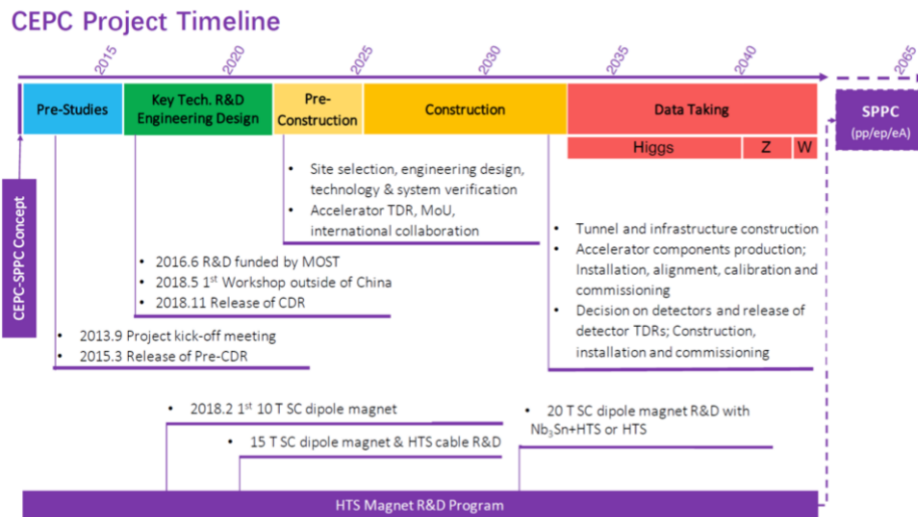 CEPC Project Timeline
2015
2020
2025
2030
2035
2040
2065
Pre-Studies
Key Tech. R&D
Engineering Design
Pre-
Construction
Construction
Data Taking
SPPC
(pp/ep/eA)
Higgs
Z
W
CEPC-SPPC Concept
• Site selection, engineering design,
technology & system verification
• Accelerator TDR, MoU,
international collaboration
• Tunnel and infrastructure construction
• Accelerator components production;
Installation, alignment, calibration and
commissioning
• Decision on detectors and release of
detector TDRs; Construction,
installation and commissioning
• 2016.6 R&D funded by MOST
• 2018.5 1st Workshop outside of China
• 2018.11 Release of CDR
• 2013.9 Project kick-off meeting
• 2015.3 Release of Pre-CDR
• 2018.2 1st 10 T SC dipole magnet
• 15 T SC dipole magnet & HTS cable R&D
• 20 T SC dipole magnet R&D with
Nb3Sn+HTS or HTS
HTS Magnet R&D Program